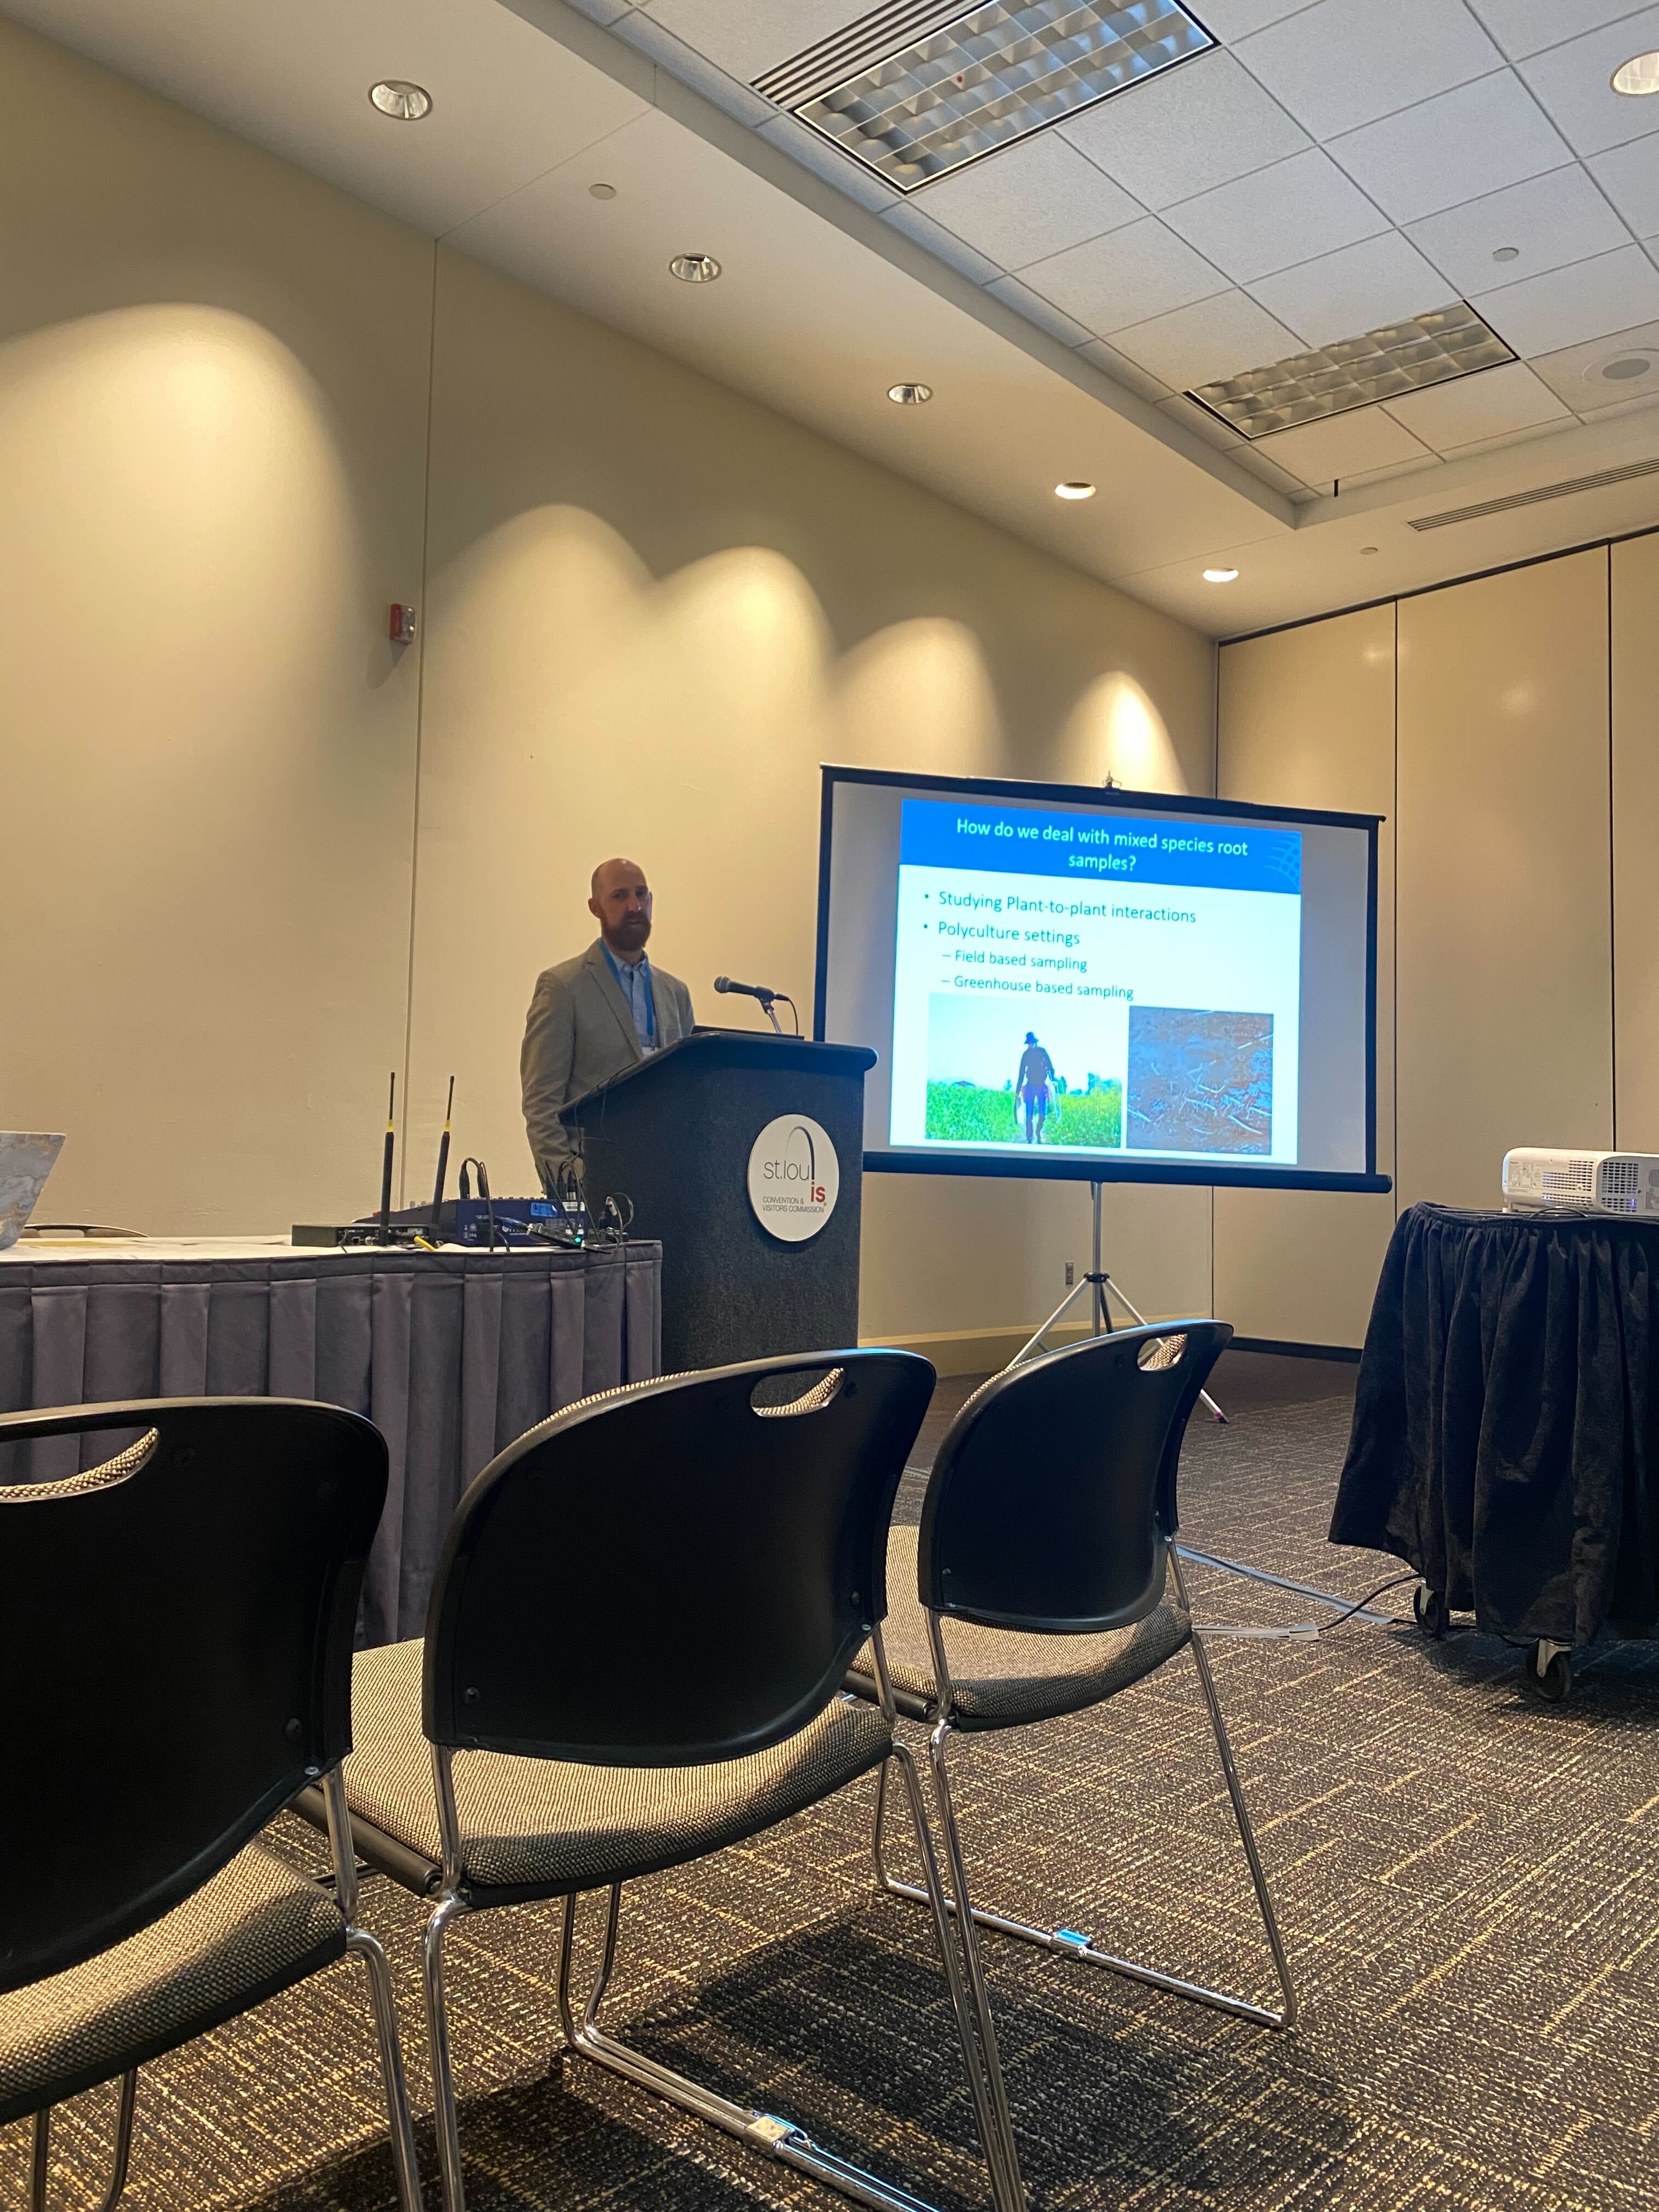 How do we deal with mixed species root
samples?
• Studying Plant-to-plant interactions
• Polyculture settings
– Field based sampling
– Greenhouse based sampling
st.lou
is
CONVENTION &
VISITORS COMMISSION